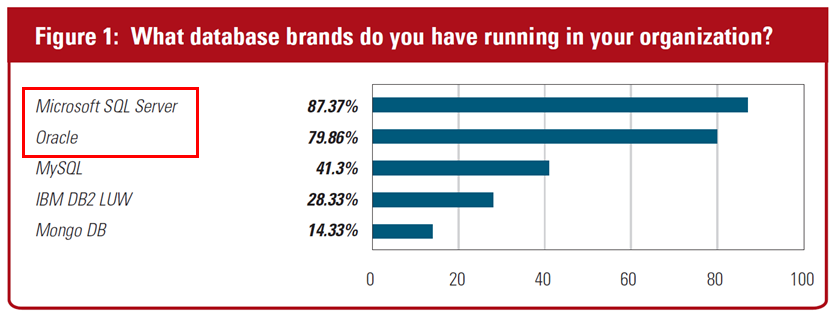 Figure 1: What database brands do you have running in your organization?
Microsoft SQL Server 87.37%
Oracle 79.86%
MySQL 41.3%
IBM DB2 LUW 28.33%
Mongo DB 14.33%
0 20 40 60 80 100